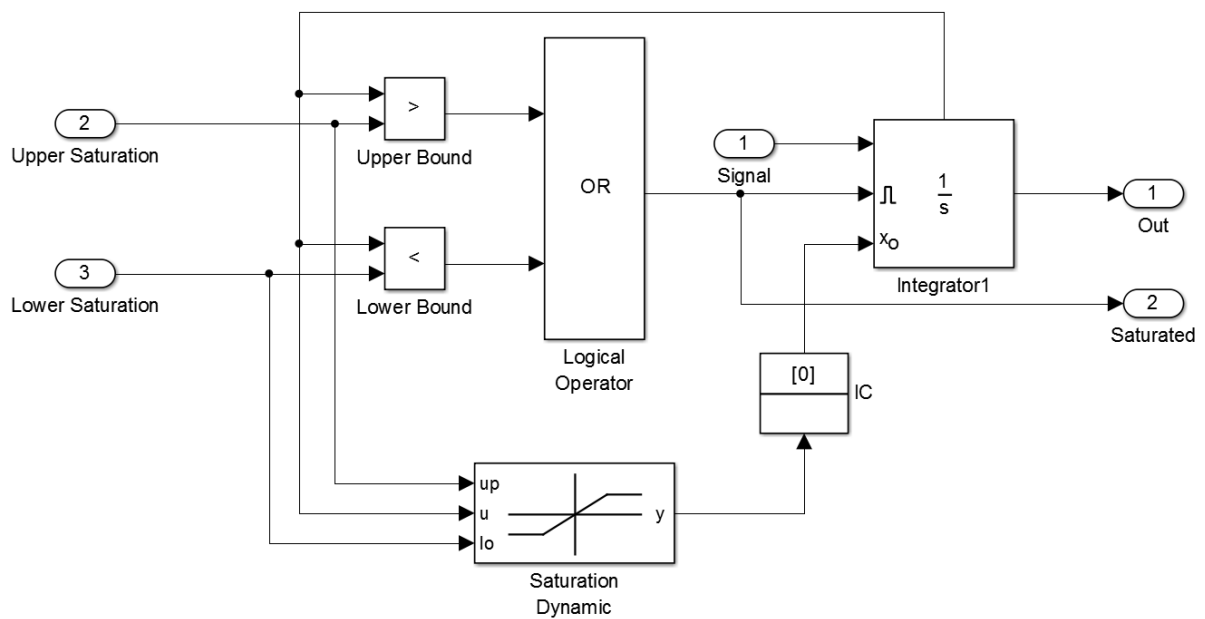 >
2
Upper Saturation
Upper Bound
OR
1
Signal
1
s
x₀
Integrator1
1
Out
<
3
Lower Saturation
Lower Bound
2
Saturated
Logical
Operator
[0]
IC
up
u
lo
y
Saturation
Dynamic